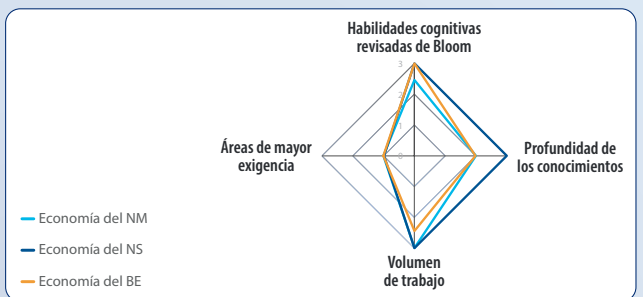 Habilidades cognitivas
revisadas de Bloom
3
2
1
0
Áreas de mayor
exigencia
Profundidad de
los conocimientos
Economía del NM
Economía del NS
Economía del BE
Volumen
de trabajo